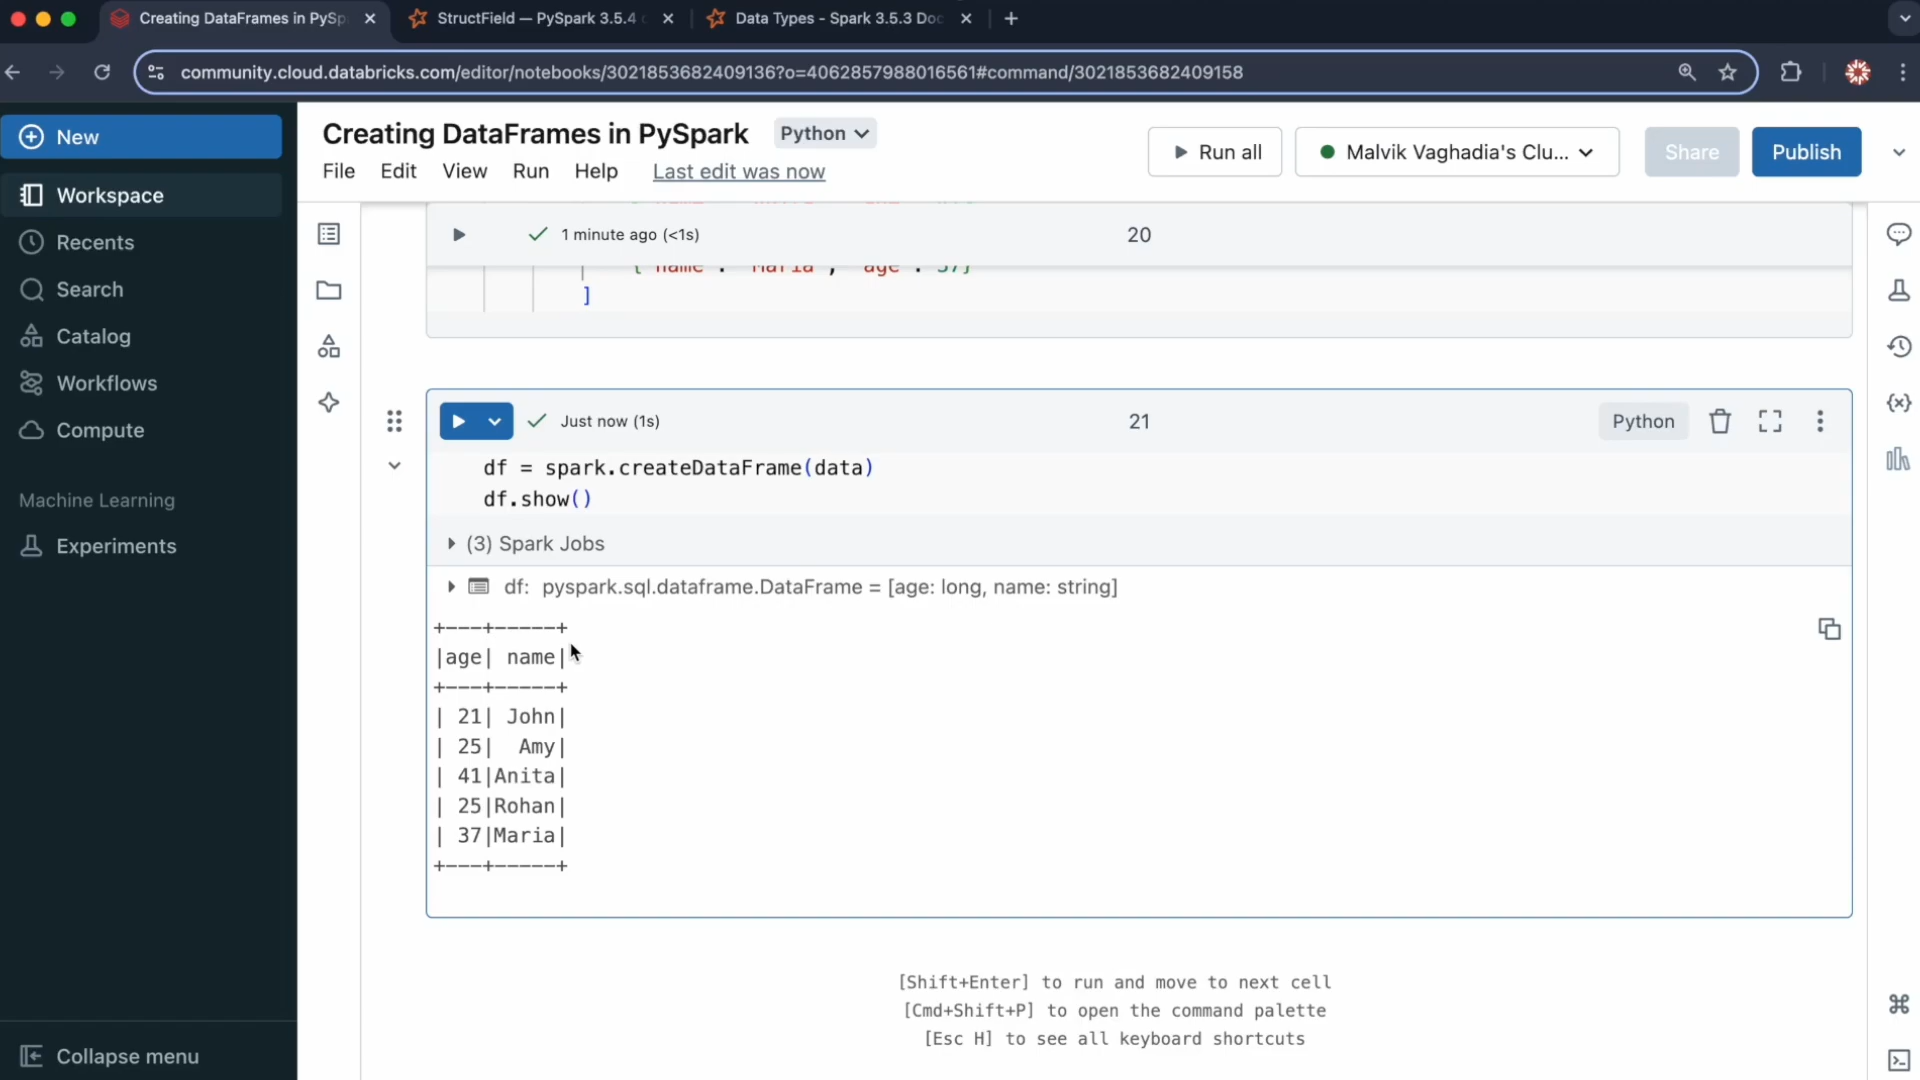 Creating DataFrames in PySp
StructField — PySpark 3.5.4
Data Types - Spark 3.5.3 Doc
community.cloud.databricks.com/editor/notebooks/3021853682409136?o=4062857988016561#command/3021853682409158
New
Workspace
Recents
Search
Catalog
Workflows
Compute
Machine Learning
Experiments
Collapse menu
Creating DataFrames in PySpark
Python
File Edit View Run Help Last edit was now
Run all
Malvik Vaghadia's Clu...
Share
Publish
1 minute ago (<1s)
20
{"name": "Maria", "age": 37}
]
Just now (1s)
21
Python
df = spark.createDataFrame(data)
df.show()
(3) Spark Jobs
df: pyspark.sql.dataframe.DataFrame = [age: long, name: string]
+---+-----+
|age| name|
+---+-----+
| 21| John|
| 25|  Amy|
| 41|Anita|
| 25|Rohan|
| 37|Maria|
+---+-----+
[Shift+Enter] to run and move to next cell
[Cmd+Shift+P] to open the command palette
[Esc H] to see all keyboard shortcuts